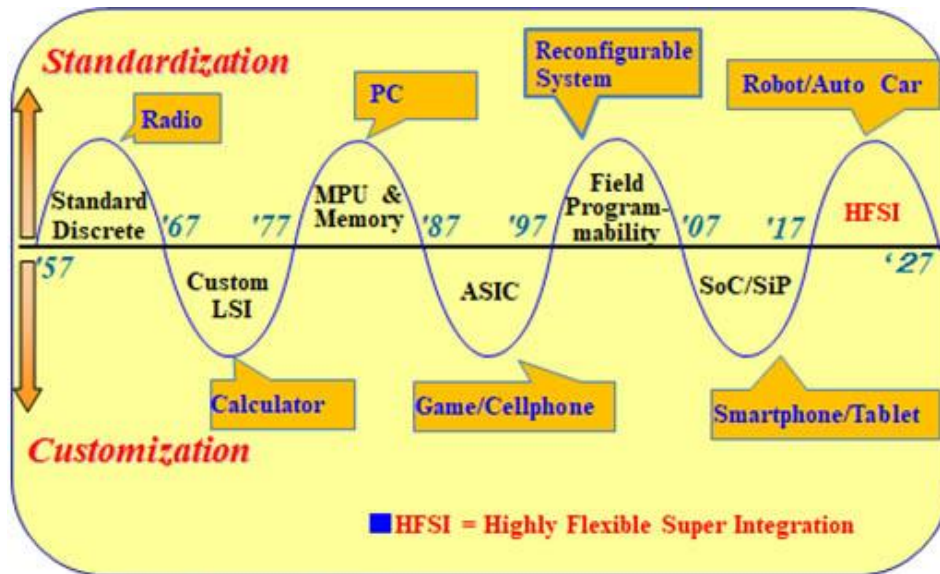 Standardization
Radio
PC
Reconfigurable
System
Robot/Auto Car
Standard
Discrete
MPU &
Memory
Field
Program-
mability
HFSI
'57
'67
'77
'87
'97
'07
'17
'27
Custom
LSI
ASIC
SoC/SiP
Calculator
Game/Cellphone
Smartphone/Tablet
Customization
HFSI = Highly Flexible Super Integration